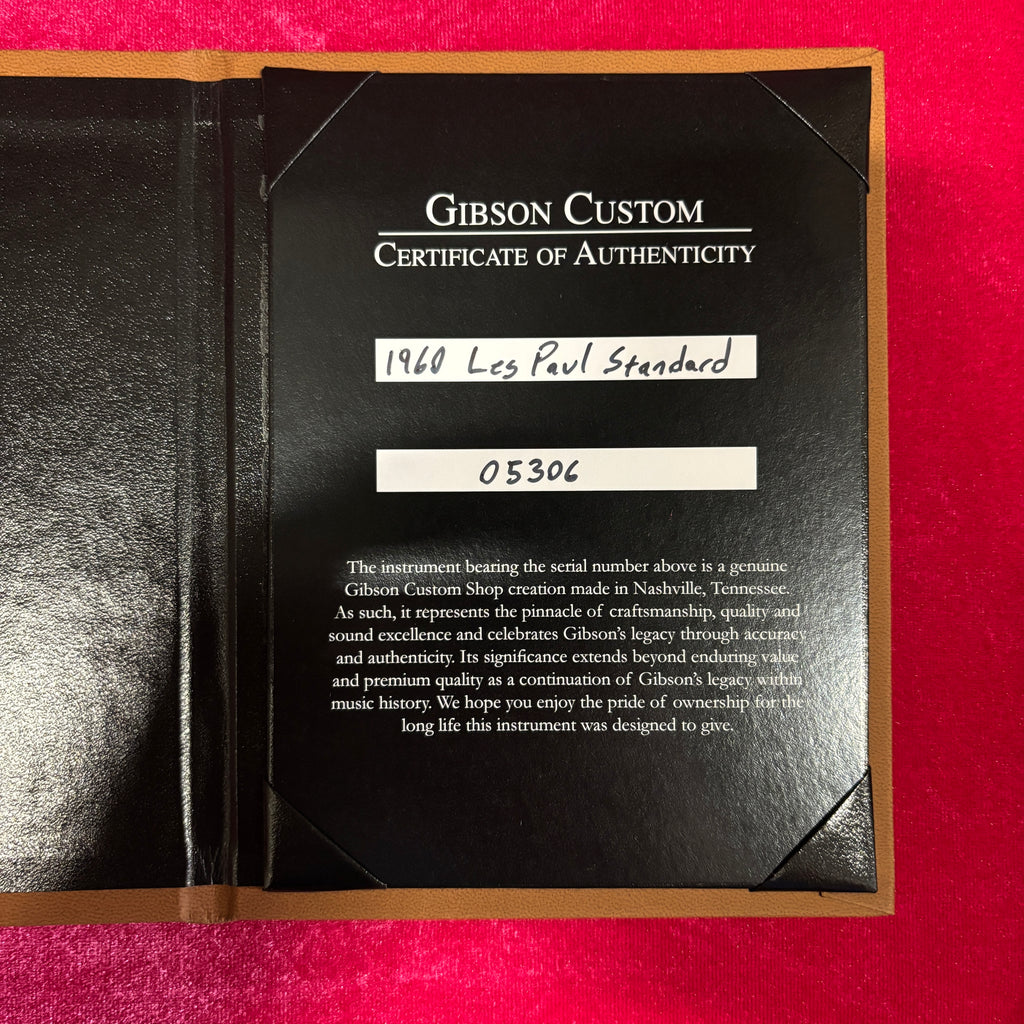 GIBSON CUSTOM
CERTIFICATE OF AUTHENTICITY
1960 Les Paul Standard
05306
The instrument bearing the serial number above is a genuine
Gibson Custom Shop creation made in Nashville, Tennessee.
As such, it represents the pinnacle of craftsmanship, quality and
sound excellence and celebrates Gibson's legacy through accuracy
and authenticity. Its significance extends beyond enduring value
and premium quality as a continuation of Gibson's legacy within
music history. We hope you enjoy the pride of ownership for the
long life this instrument was designed to give.